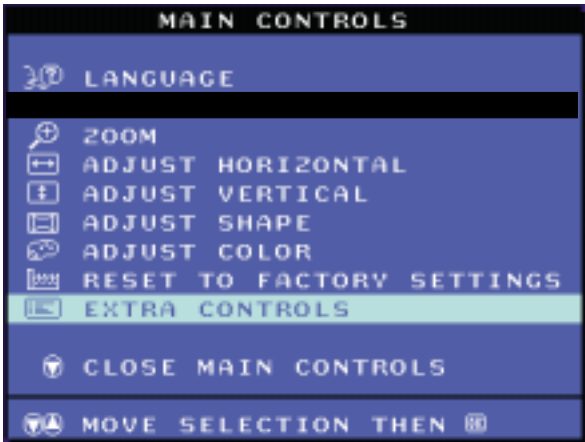 MAIN CONTROLS
LANGUAGE
ZOOM
ADJUST HORIZONTAL
ADJUST VERTICAL
ADJUST SHAPE
ADJUST COLOR
RESET TO FACTORY SETTINGS
EXTRA CONTROLS
CLOSE MAIN CONTROLS
MOVE SELECTION THEN OK